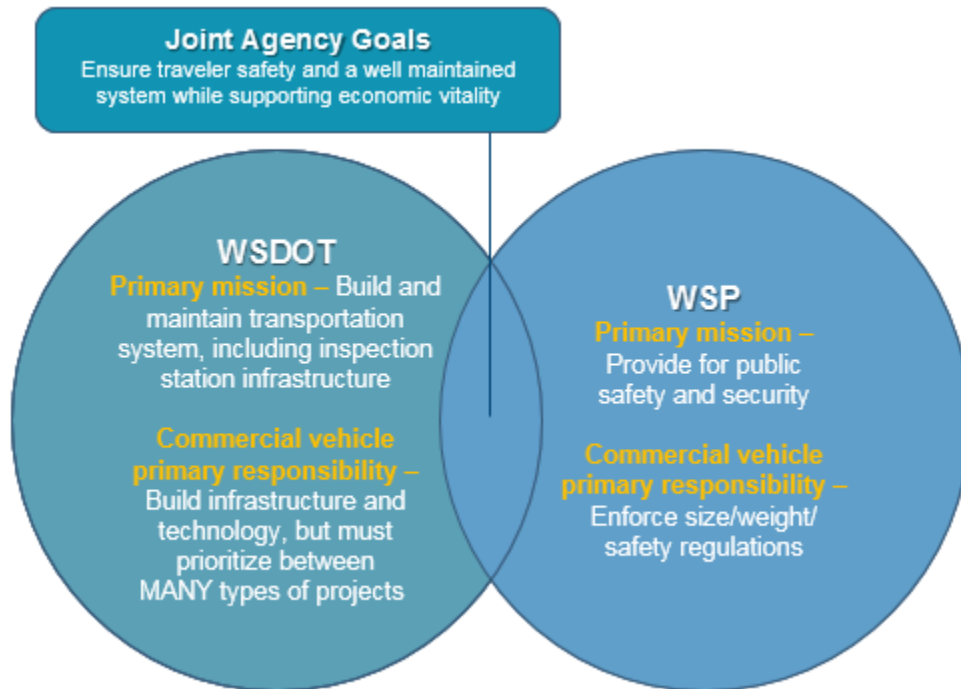 Joint Agency Goals
Ensure traveler safety and a well maintained
system while supporting economic vitality
WSDOT
Primary mission – Build and
maintain transportation
system, including inspection
station infrastructure
Commercial vehicle
primary responsibility –
Build infrastructure and
technology, but must
prioritize between
MANY types of projects
WSP
Primary mission –
Provide for public
safety and security
Commercial vehicle
primary responsibility –
Enforce size/weight/
safety regulations